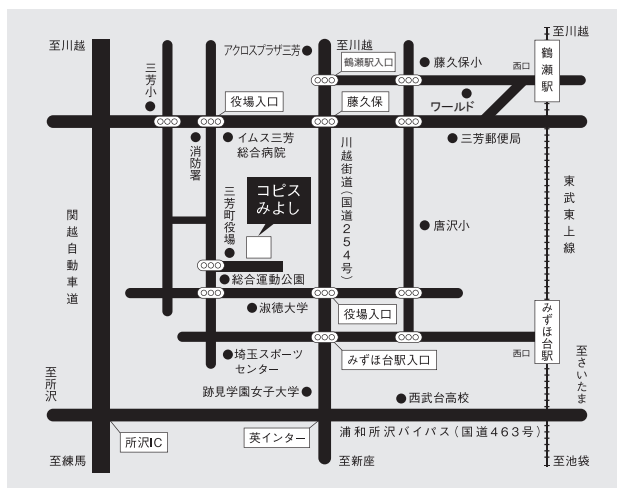 至川越
アクロスプラザ三芳
至川越
藤久保小
西口
至川越
鶴瀬駅
鶴瀬駅入口
三芳小
役場入口
藤久保
ワールド
イムス三芳
総合病院
三芳郵便局
消防署
コピス
みよし
三芳町役場
川越街道(国道254号)
唐沢小
東武東上線
関越自動車道
総合運動公園
淑徳大学
役場入口
みずほ台駅
西口
埼玉スポーツ
センター
みずほ台駅入口
至さいたま
至所沢
跡見学園女子大学
西武台高校
所沢IC
英インター
浦和所沢バイパス(国道463号)
至練馬
至新座
至池袋